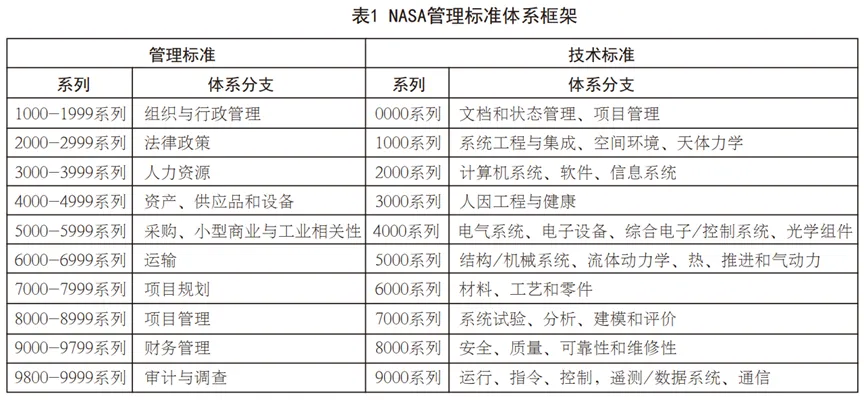 表1 NASA管理标准体系框架
管理标准 技术标准
系列 体系分支 系列 体系分支
1000-1999系列 组织与行政管理 0000系列 文档和状态管理、项目管理
2000-2999系列 法律政策 1000系列 系统工程与集成、空间环境、天体力学
3000-3999系列 人力资源 2000系列 计算机系统、软件、信息系统
4000-4999系列 资产、供应品和设备 3000系列 人因工程与健康
5000-5999系列 采购、小型商业与工业相关性 4000系列 电气系统、电子设备、综合电子/控制系统、光学组件
6000-6999系列 运输 5000系列 结构/机械系统、流体动力学、热、推进和气动力
7000-7999系列 项目规划 6000系列 材料、工艺和零件
8000-8999系列 项目管理 7000系列 系统试验、分析、建模和评价
9000-9799系列 财务管理 8000系列 安全、质量、可靠性和维修性
9800-9999系列 审计与调查 9000系列 运行、指令、控制，遥测/数据系统、通信